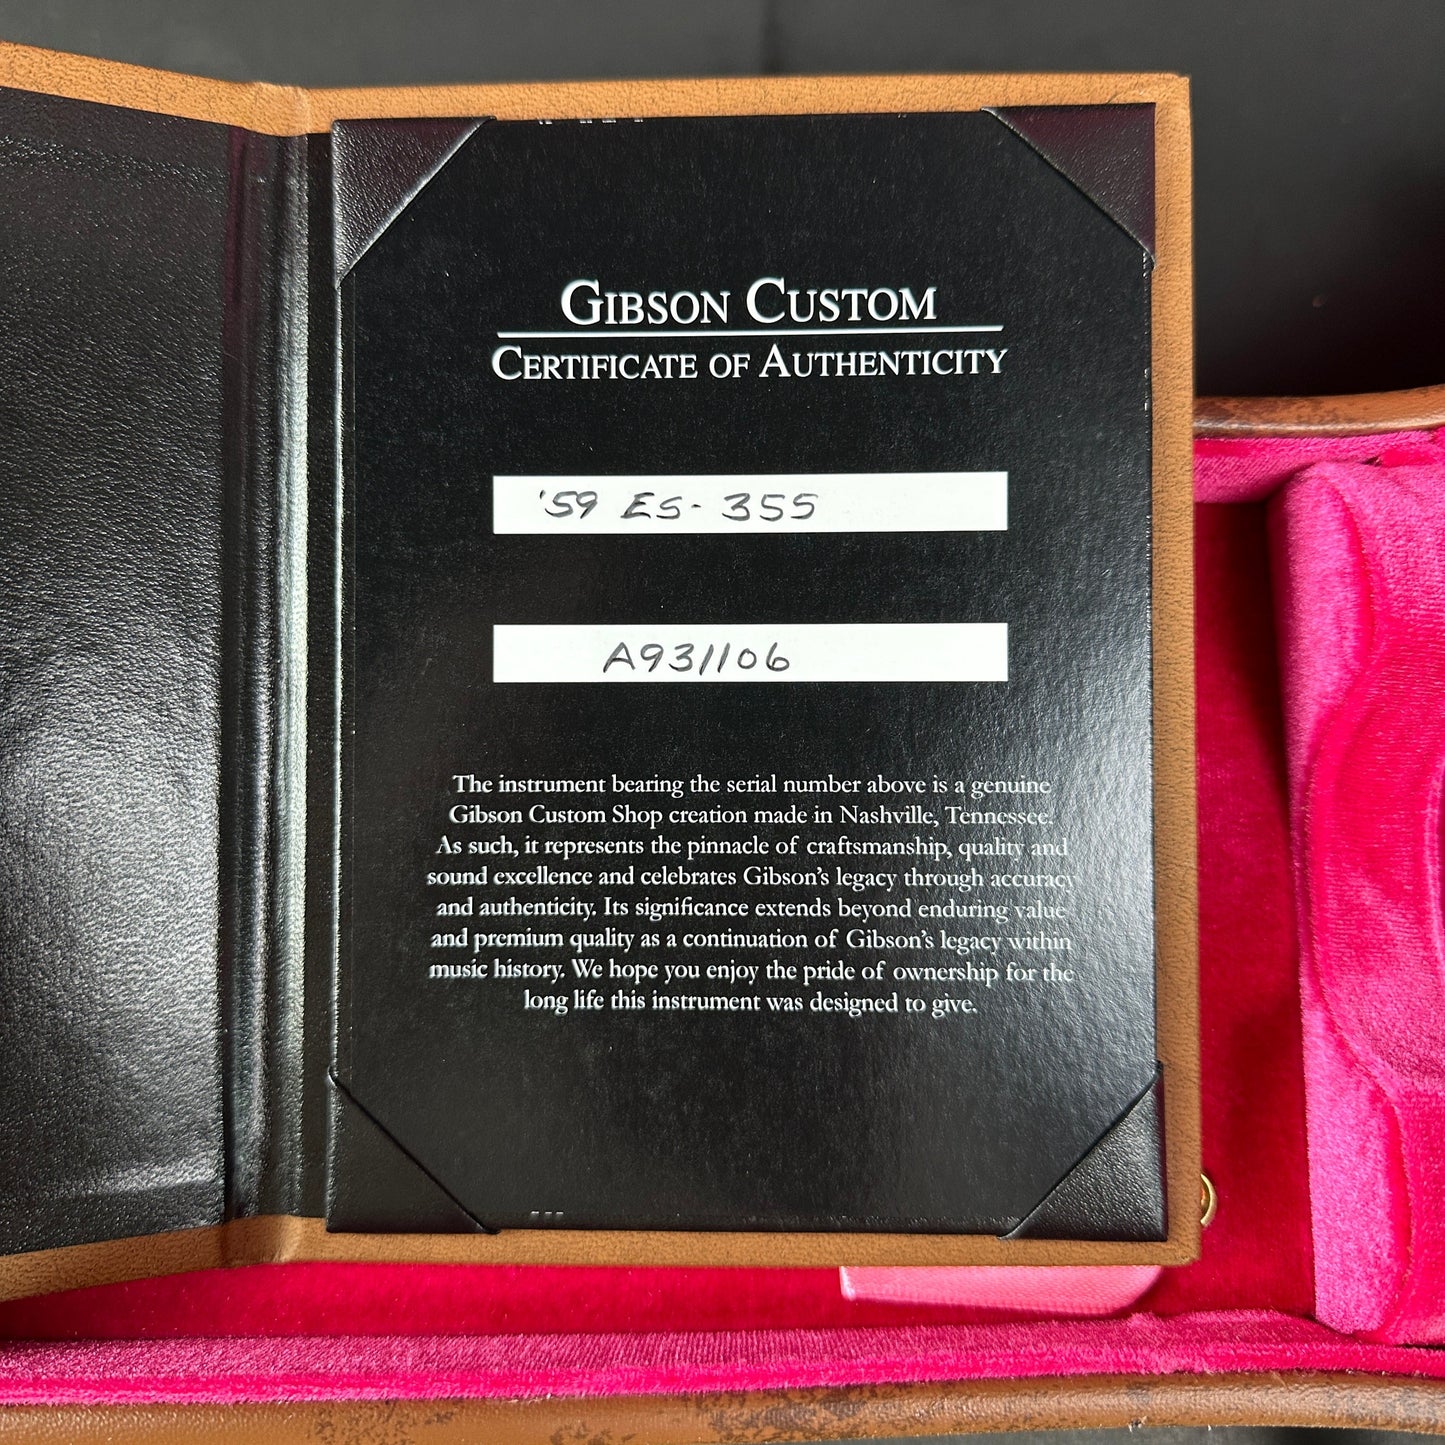 GIBSON CUSTOM
CERTIFICATE OF AUTHENTICITY
'59 ES-355
A931106
The instrument bearing the serial number above is a genuine
Gibson Custom Shop creation made in Nashville, Tennessee.
As such, it represents the pinnacle of craftsmanship, quality and
sound excellence and celebrates Gibson's legacy through accuracy
and authenticity. Its significance extends beyond enduring value
and premium quality as a continuation of Gibson's legacy within
music history. We hope you enjoy the pride of ownership for the
long life this instrument was designed to give.